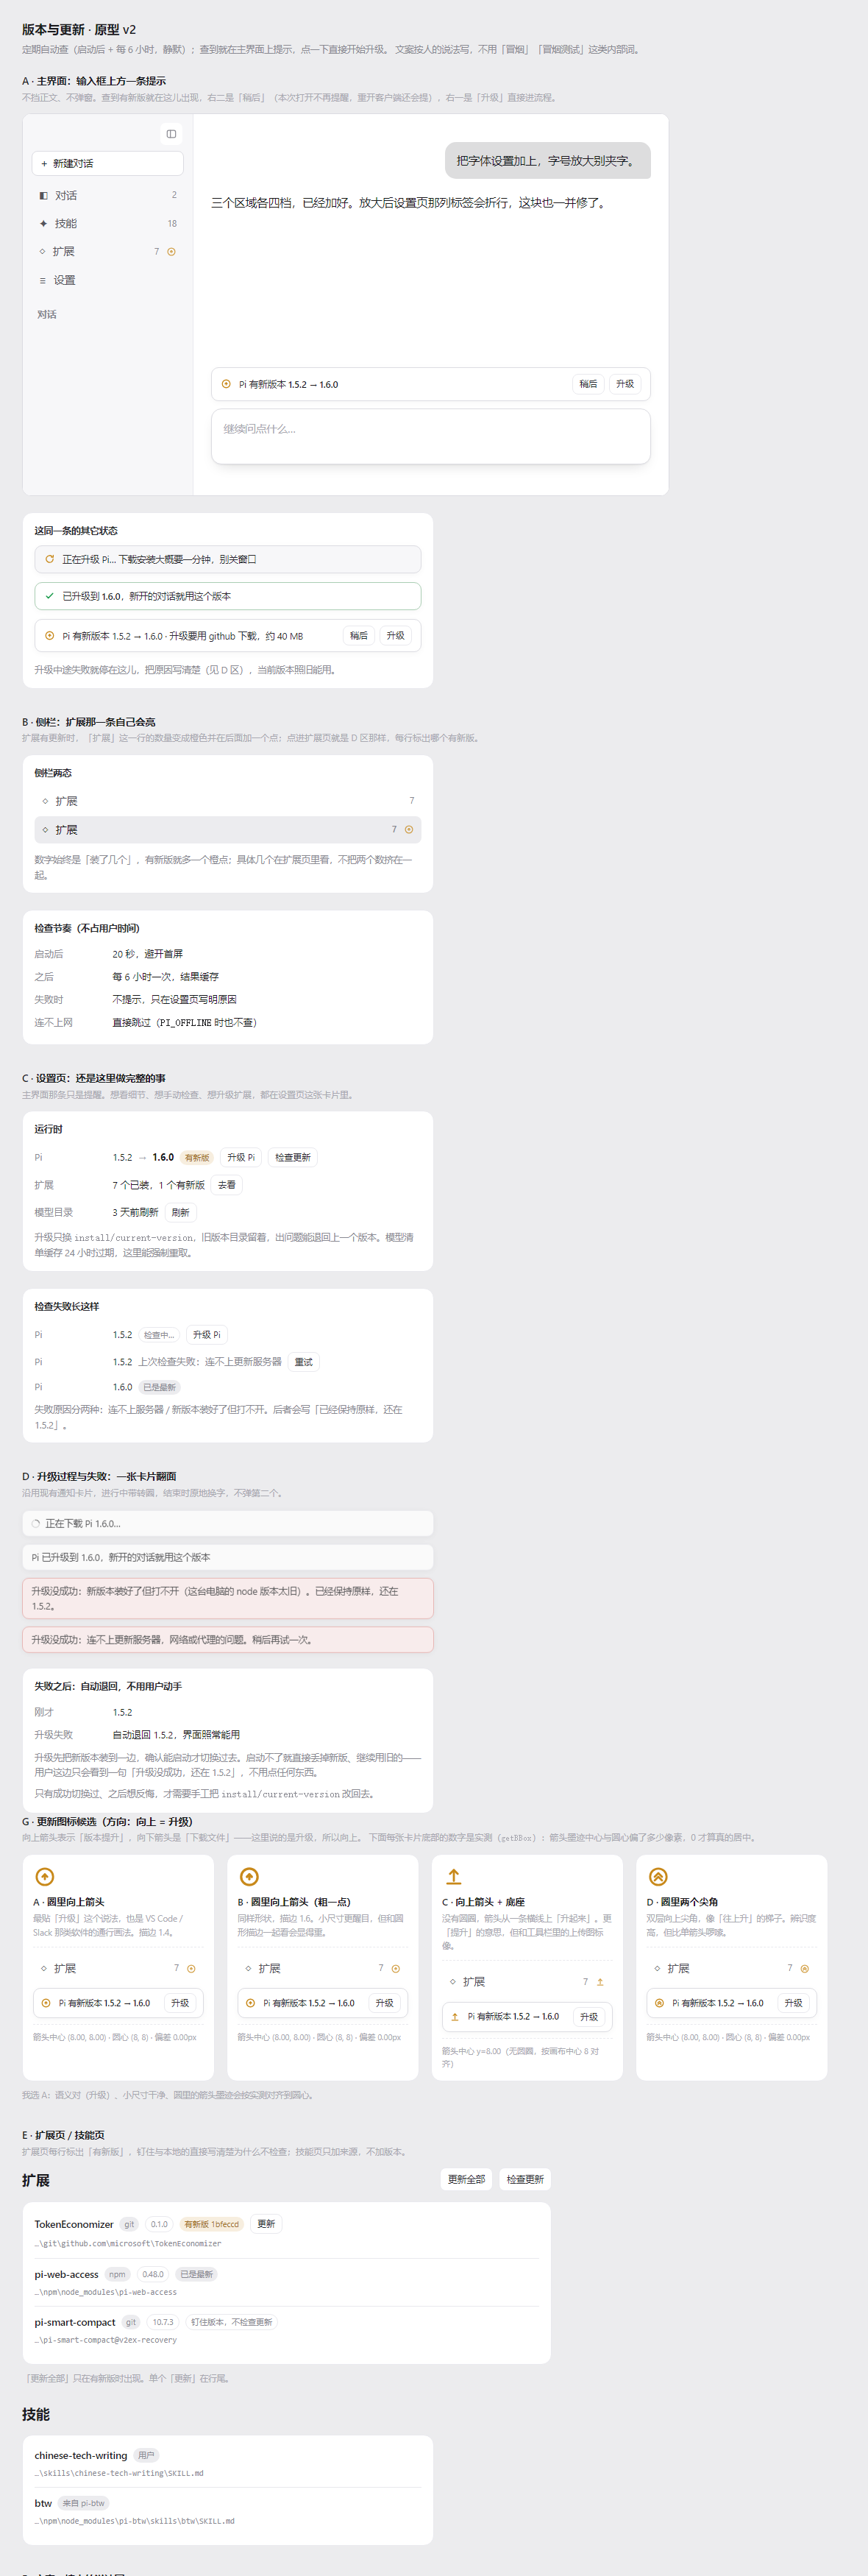 版本与更新 · 原型 v2
定期自动查（启动后 + 每 6 小时，静默）；查到就在主界面上提示，点一下直接开始升级。 文案按人的说法写，不用「冒烟」「冒烟测试」这类内部词。
A · 主界面：输入框上方一条提示
不挡正文、不弹窗。查到有新版就在这儿出现，右二是「稍后」（本次打开不再提醒，重开客户端还会提），右一是「升级」直接进流程。
+ 新建对话
对话 2
技能 18
扩展 7
设置
对话
把字体设置加上，字号放大别夹字。
三个区域各四档，已经加好。放大后设置页那列标签会折行，这块也一并修了。
Pi 有新版本 1.5.2 → 1.6.0 稍后 升级
继续问点什么…
这同一条的其它状态
正在升级 Pi… 下载安装大概要一分钟，别关窗口
已升级到 1.6.0，新开的对话就用这个版本
Pi 有新版本 1.5.2 → 1.6.0 · 升级要用 github 下载，约 40 MB 稍后 升级
升级中途失败就停在这儿，把原因写清楚（见 D 区），当前版本照旧能用。
B · 侧栏：扩展那一条自己会亮
扩展有更新时，「扩展」这一行的数量变成橙色并在后面加一个点；点进扩展页就是 D 区那样，每行标出哪个有新版。
侧栏两态
扩展 7
扩展 7
数字始终是「装了几个」，有新版就多一个橙点；具体几个在扩展页里看，不把两个数挤在一
起。
检查节奏（不占用户时间）
启动后 20 秒，避开首屏
之后 每 6 小时一次，结果缓存
失败时 不提示，只在设置页写明原因
连不上网 直接跳过（PI_OFFLINE 时也不查）
C · 设置页：还是这里做完整的事
主界面那条只是提醒。想看细节、想手动检查、想升级扩展，都在设置页这张卡片里。
运行时
Pi 1.5.2 → 1.6.0 有新版 升级 Pi 检查更新
扩展 7 个已装，1 个有新版 去看
模型目录 3 天前刷新 刷新
升级只换 install/current-version，旧版本目录留着，出问题能退回上一个版本。模型清
单缓存 24 小时过期，这里能强制重取。
检查失败长这样
Pi 1.5.2 检查中… 升级 Pi
Pi 1.5.2 上次检查失败：连不上更新服务器 重试
Pi 1.6.0 已是最新
失败原因分两种：连不上服务器 / 新版本装好了但打不开。后者会写「已经保持原样，还在
1.5.2」。
D · 升级过程与失败：一张卡片翻面
沿用现有通知卡片，进行中带转圈，结束时原地换字，不弹第二个。
正在下载 Pi 1.6.0…
Pi 已升级到 1.6.0，新开的对话就用这个版本
升级没成功：新版本装好了但打不开（这台电脑的 node 版本太旧）。已经保持原样，还在
1.5.2。
升级没成功：连不上更新服务器，网络或代理的问题。稍后再试一次。
失败之后：自动退回，不用用户动手
刚才 1.5.2
升级失败 自动退回 1.5.2，界面照常能用
升级先把新版本装到一边，确认能启动才切换过去。启动不了就直接丢掉新版、继续用旧的——
用户这边只会看到一句「升级没成功，还在 1.5.2」，不用点任何东西。
只有成功切换过、之后想反悔，才需要手工把 install/current-version 改回去。
G · 更新图标候选（方向：向上 = 升级）
向上箭头表示「版本提升」，向下箭头是「下载文件」——这里说的是升级，所以向上。 下面每张卡片底部的数字是实测（getBBox）：箭头墨迹中心与圆心偏了多少像素，0 才算真的居中。
A · 圆里向上箭头
最贴「升级」这个说法，也是 VS Code /
Slack 那类软件的通行画法。描边 1.4。
扩展 7
Pi 有新版本 1.5.2 → 1.6.0 升级
箭头中心 (8.00, 8.00) · 圆心 (8, 8) · 偏差 0.00px
B · 圆里向上箭头（粗一点）
同样形状，描边 1.6。小尺寸更醒目，但和圆
形描边一起看会显得重。
扩展 7
Pi 有新版本 1.5.2 → 1.6.0 升级
箭头中心 (8.00, 8.00) · 圆心 (8, 8) · 偏差 0.00px
C · 向上箭头 + 底座
没有圆圈，箭头从一条横线上「升起来」。更
「提升」的意思，但和工具栏里的上传图标
像。
扩展 7
Pi 有新版本 1.5.2 → 1.6.0 升级
箭头中心 y=8.00（无圆圈，按画布中心 8 对
齐）
D · 圆里两个尖角
双层向上尖角，像「往上升」的梯子。辨识度
高，但比单箭头啰嗦。
扩展 7
Pi 有新版本 1.5.2 → 1.6.0 升级
箭头中心 (8.00, 8.00) · 圆心 (8, 8) · 偏差 0.00px
我选 A：语义对（升级）、小尺寸干净、圆里的箭头墨迹会按实测对齐到圆心。
E · 扩展页 / 技能页
扩展页每行标出「有新版」，钉住与本地的直接写清楚为什么不检查；技能页只加来源，不加版本。
扩展 更新全部 检查更新
TokenEconomizer git 0.1.0 有新版 1bfeccd 更新
…\git\github.com\microsoft\TokenEconomizer
pi-web-access npm 0.48.0 已是最新
…\npm\node_modules\pi-web-access
pi-smart-compact git 10.7.3 钉住版本，不检查更新
…\pi-smart-compact@v2ex-recovery
「更新全部」只在有新版时出现。单个「更新」在行尾。
技能
chinese-tech-writing 用户
…\skills\chinese-tech-writing\SKILL.md
btw 来自 pi-btw
…\npm\node_modules\pi-btw\skills\btw\SKILL.md